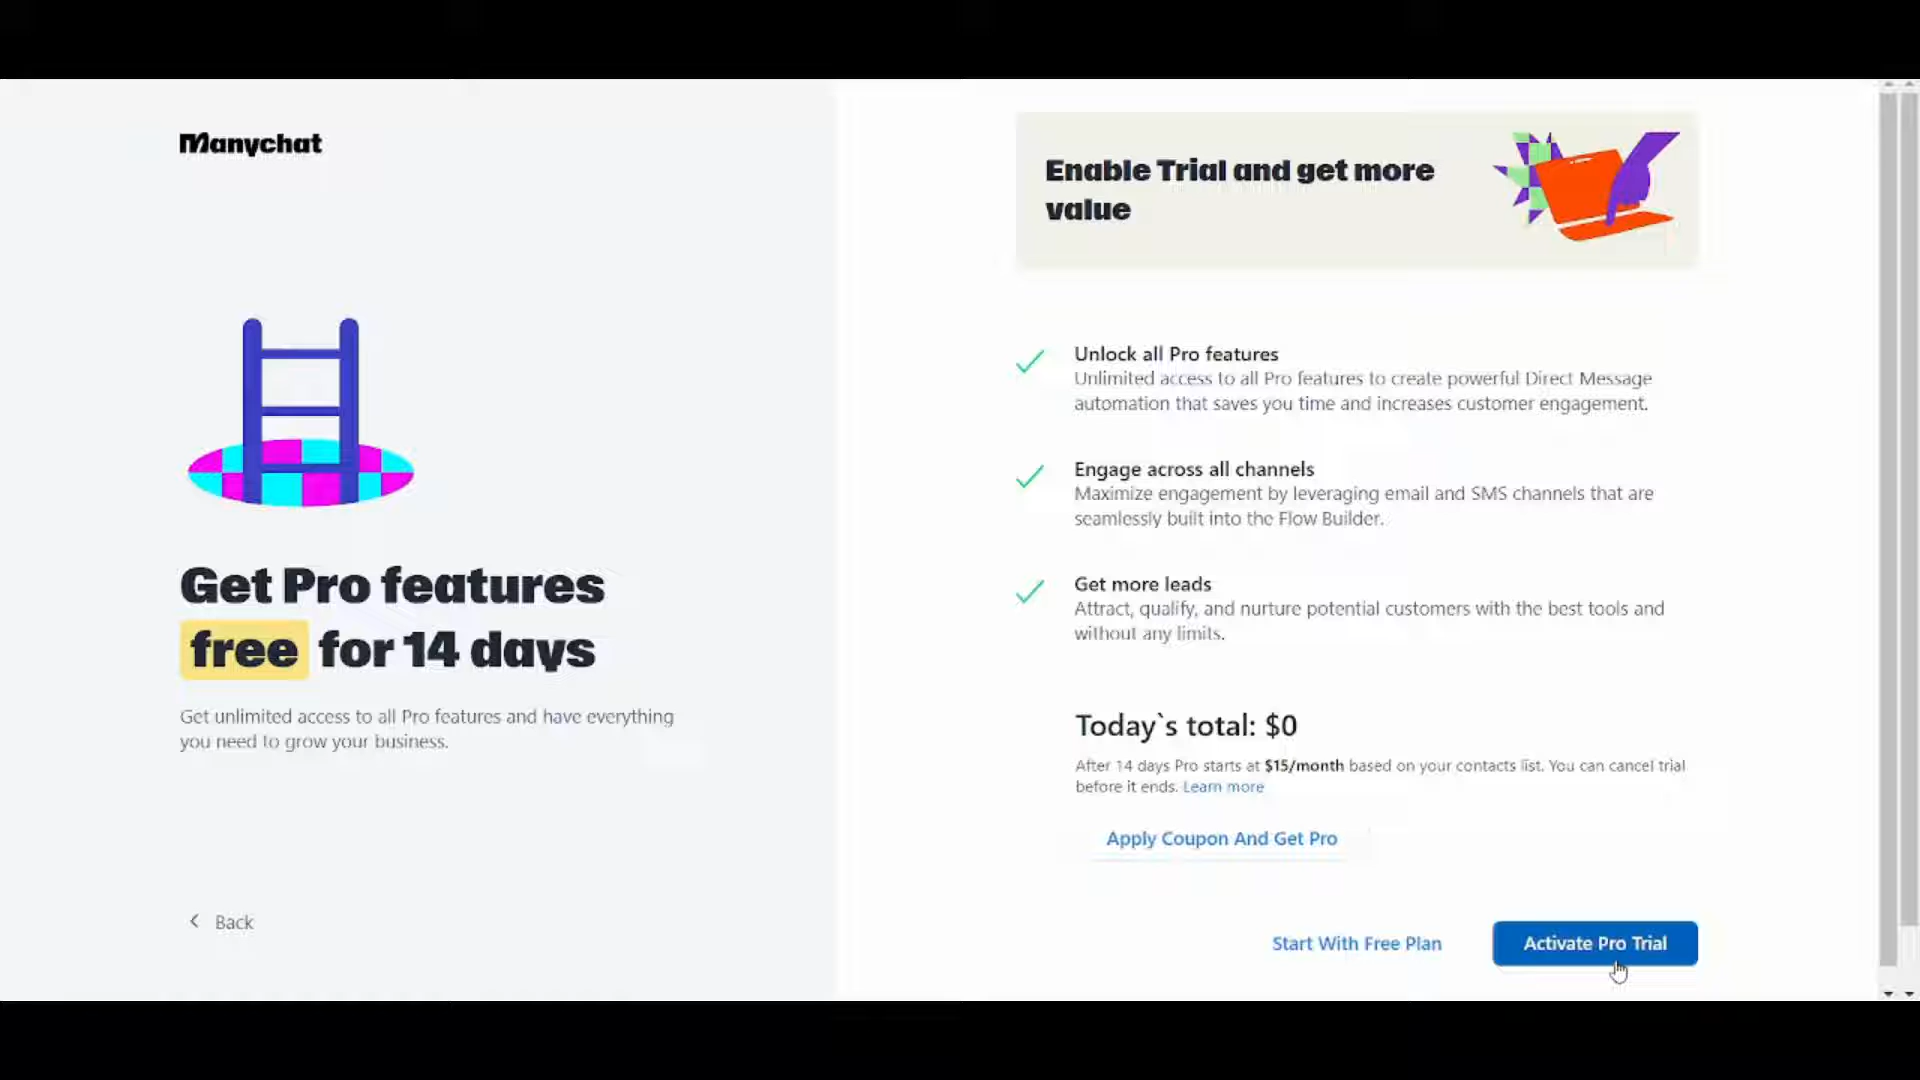 Manychat
Get Pro features
free for 14 days
Get unlimited access to all Pro features and have everything
you need to grow your business.
Back
Enable Trial and get more
value
Unlock all Pro features
Unlimited access to all Pro features to create powerful Direct Message
automation that saves you time and increases customer engagement.
Engage across all channels
Maximize engagement by leveraging email and SMS channels that are
seamlessly built into the Flow Builder.
Get more leads
Attract, qualify, and nurture potential customers with the best tools and
without any limits.
Today`s total: $0
After 14 days Pro starts at $15/month based on your contacts list. You can cancel trial
before it ends. Learn more
Apply Coupon And Get Pro
Start With Free Plan
Activate Pro Trial